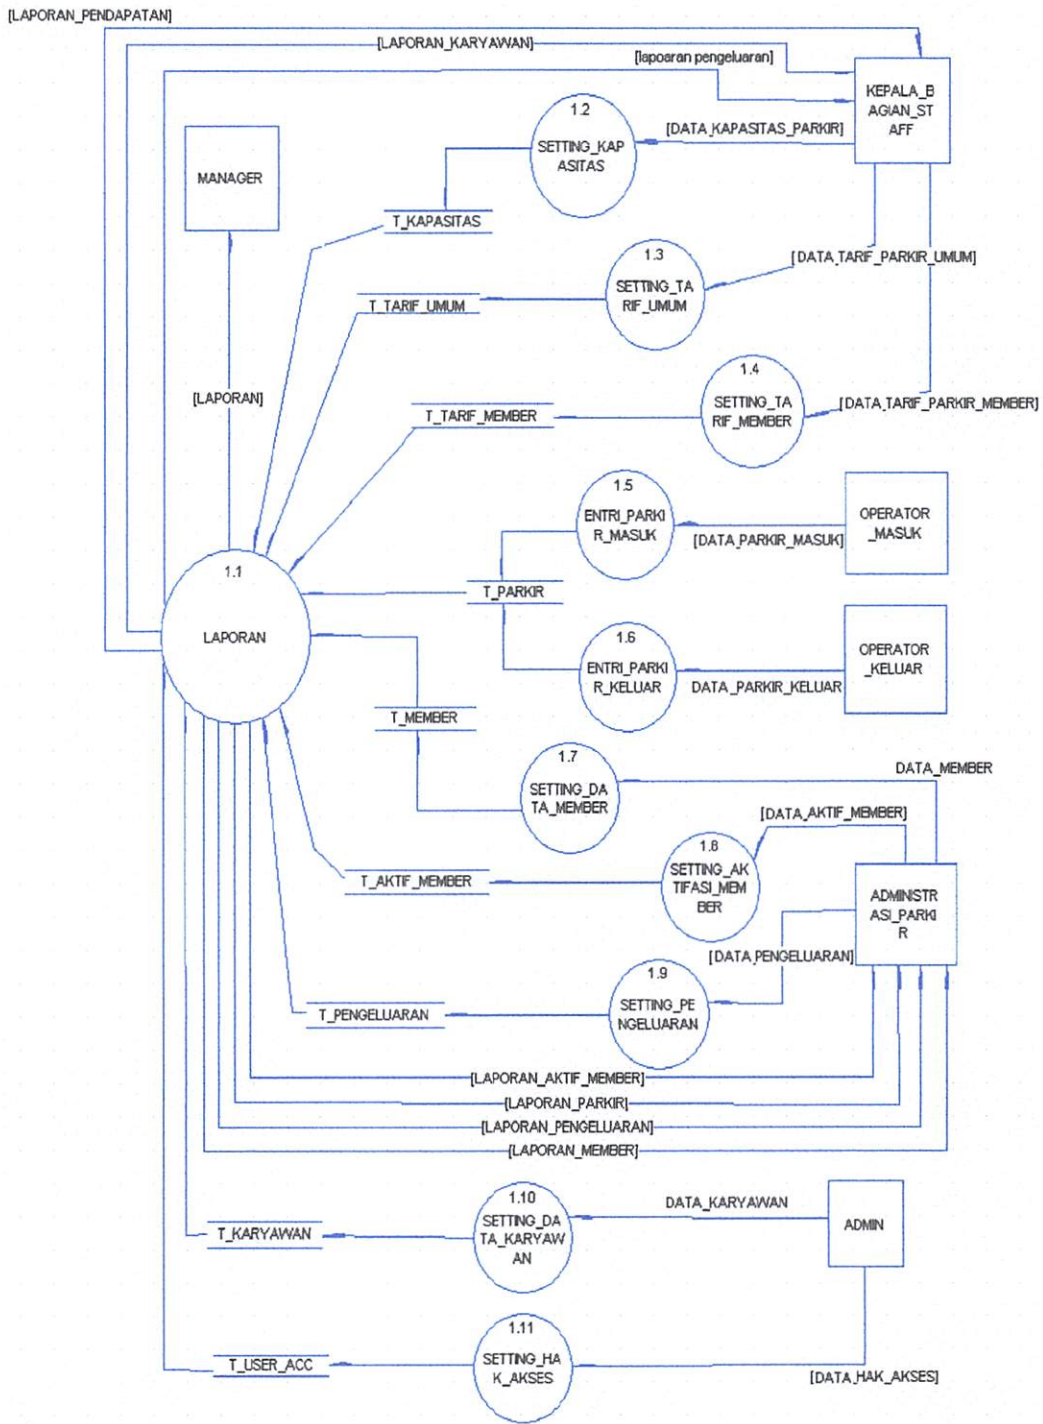 [LAPORAN_PENDAPATAN]
[LAPORAN_KARYAWAN]
[lapoaran pengeluaran]
KEPALA_B
AGIAN_ST
AFF
1.2
SETTING_KAP
ASITAS
[DATA_KAPASITAS_PARKIR]
MANAGER
T_KAPASITAS
1.3
SETTING_TA
RIF_UMUM
[DATA_TARIF_PARKIR_UMUM]
T_TARIF_UMUM
[LAPORAN]
1.4
SETTING_TA
RIF_MEMBER
[DATA_TARIF_PARKIR_MEMBER]
T_TARIF_MEMBER
1.5
ENTRI_PARKI
R_MASUK
[DATA_PARKIR_MASUK]
OPERATOR
_MASUK
1.1
LAPORAN
T_PARKIR
1.6
ENTRI_PARKI
R_KELUAR
DATA_PARKIR_KELUAR
OPERATOR
_KELUAR
T_MEMBER
1.7
SETTING_DA
TA_MEMBER
DATA_MEMBER
[DATA_AKTIF_MEMBER]
1.8
SETTING_AK
TIFASI_MEM
BER
T_AKTIF_MEMBER
ADMINISTR
ASI_PARKI
R
[DATA_PENGELUARAN]
1.9
SETTING_PE
NGELUARAN
T_PENGELUARAN
[LAPORAN_AKTIF_MEMBER]
[LAPORAN_PARKIR]
[LAPORAN_PENGELUARAN]
[LAPORAN_MEMBER]
1.10
SETTING_DA
TA_KARYAW
AN
DATA_KARYAWAN
ADMIN
T_KARYAWAN
1.11
SETTING_HA
K_AKSES
T_USER_ACC
[DATA_HAK_AKSES]